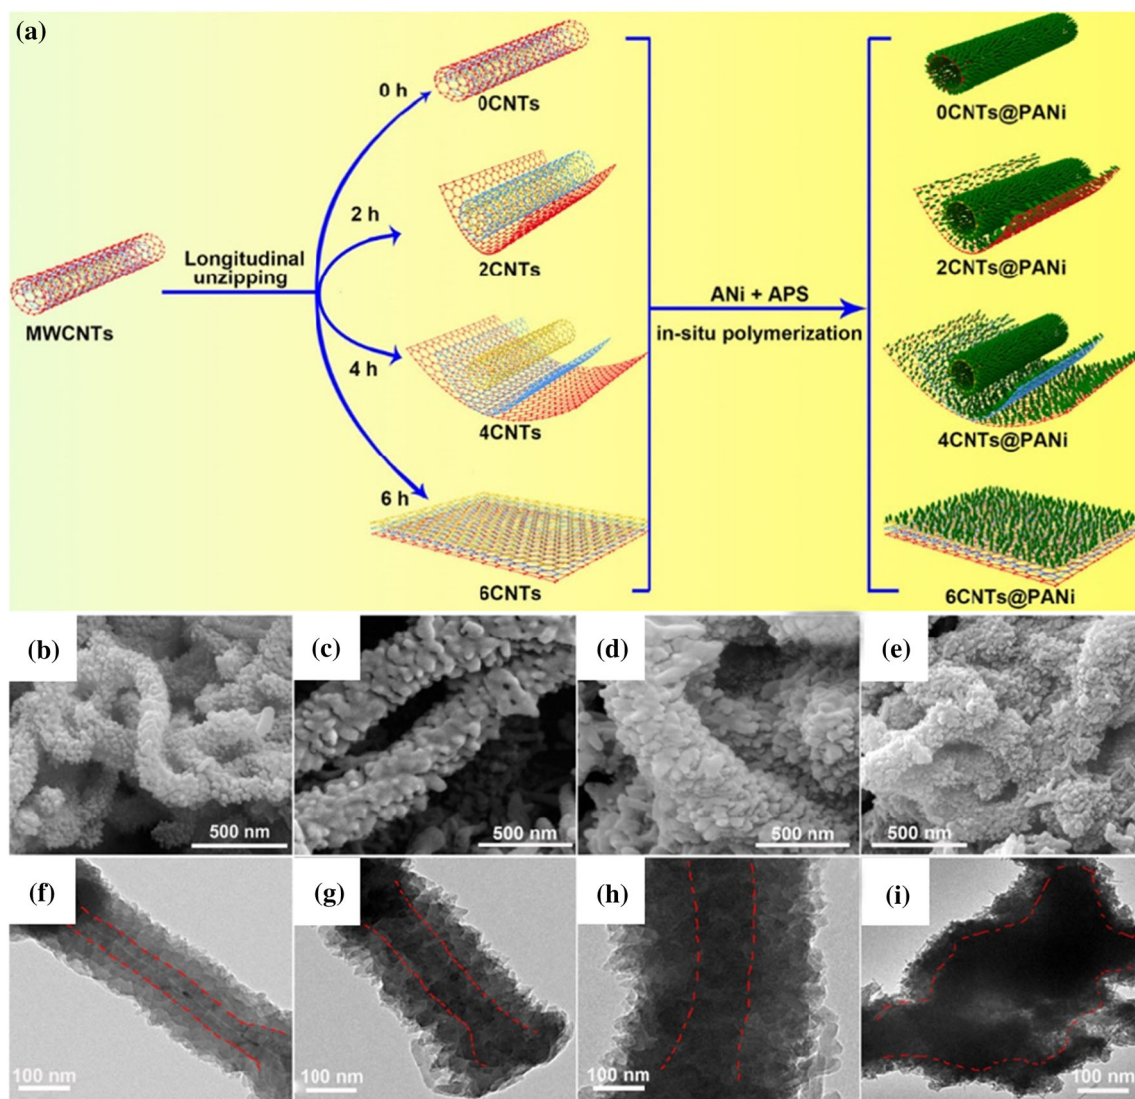 (a)
0 h
0CNTs
0CNTs@PANi
2 h
2CNTs
2CNTs@PANi
Longitudinal
unzipping
MWCNTs
ANi + APS
in-situ polymerization
4 h
4CNTs
4CNTs@PANi
6 h
6CNTs
6CNTs@PANi
(b)
500 nm
(c)
500 nm
(d)
500 nm
(e)
500 nm
(f)
100 nm
(g)
100 nm
(h)
100 nm
(i)
100 nm